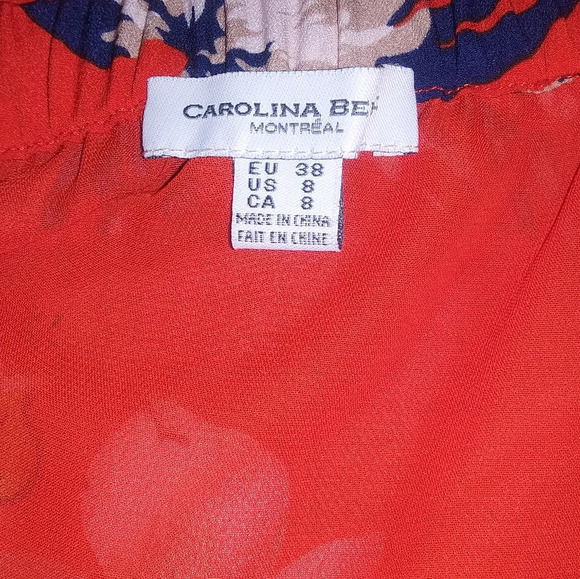 CAROLINA
MONTRÉAL
EU 38
US 8
CA 8
MADE IN CHINA
FAIT EN CHINE